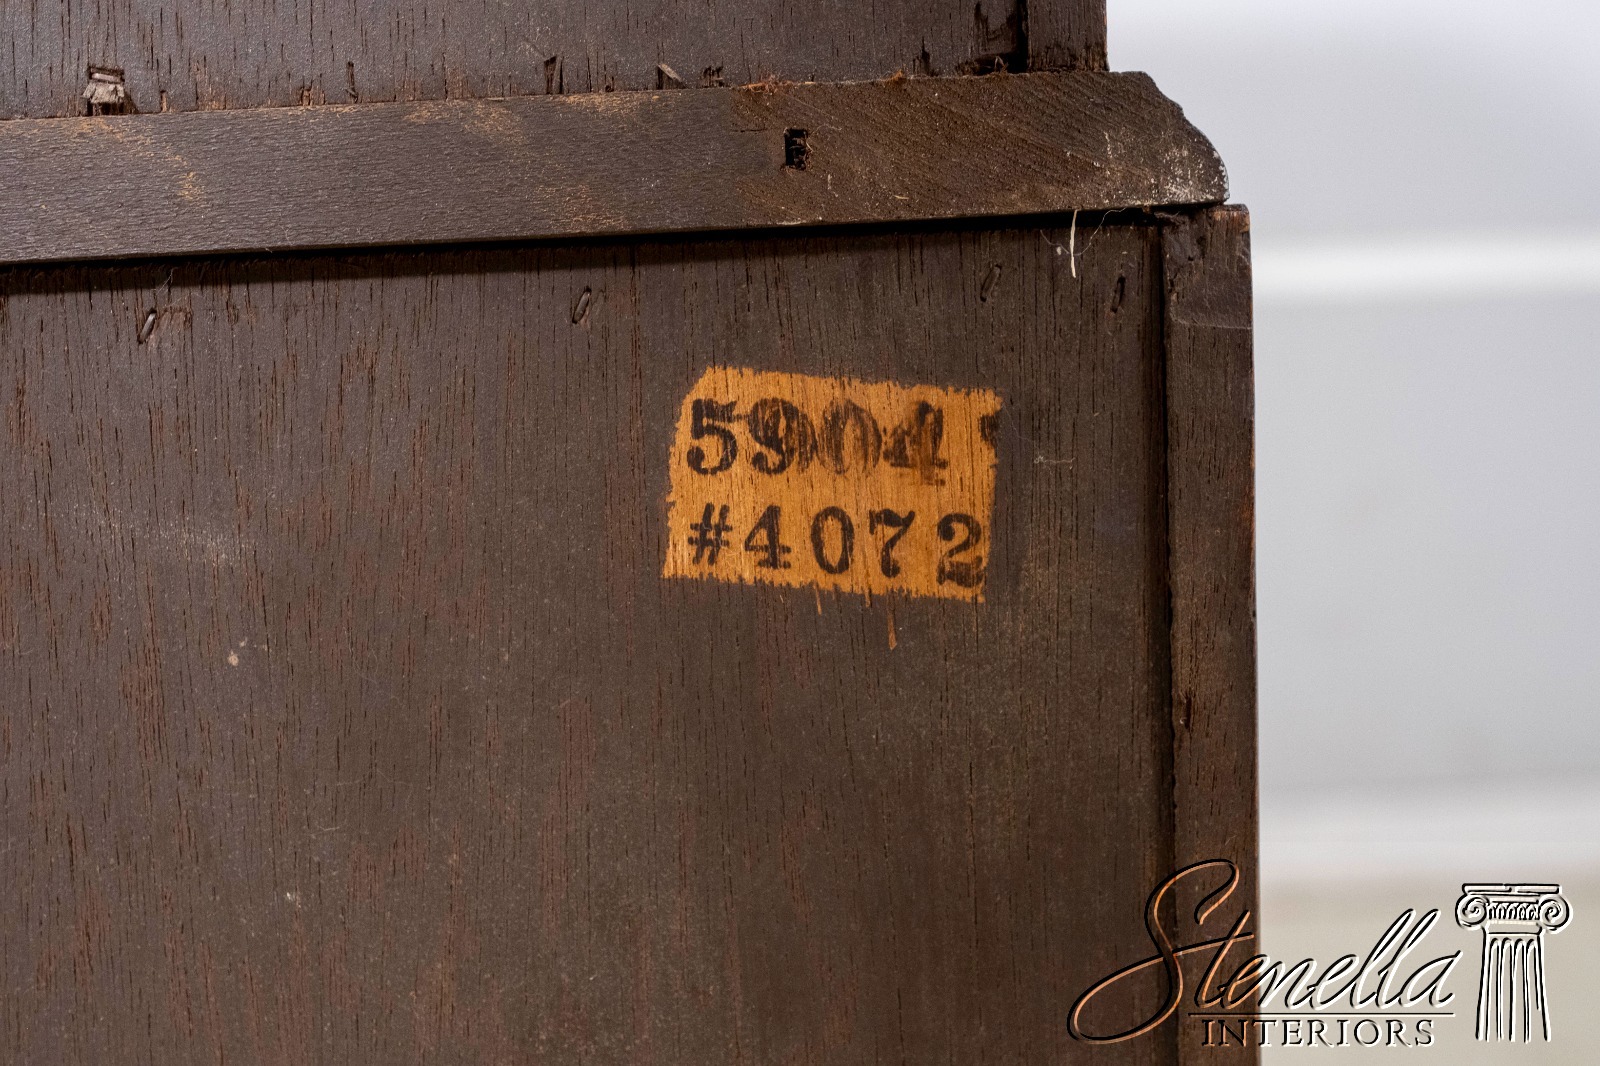 5904
#4072
Stenella
INTERIORS